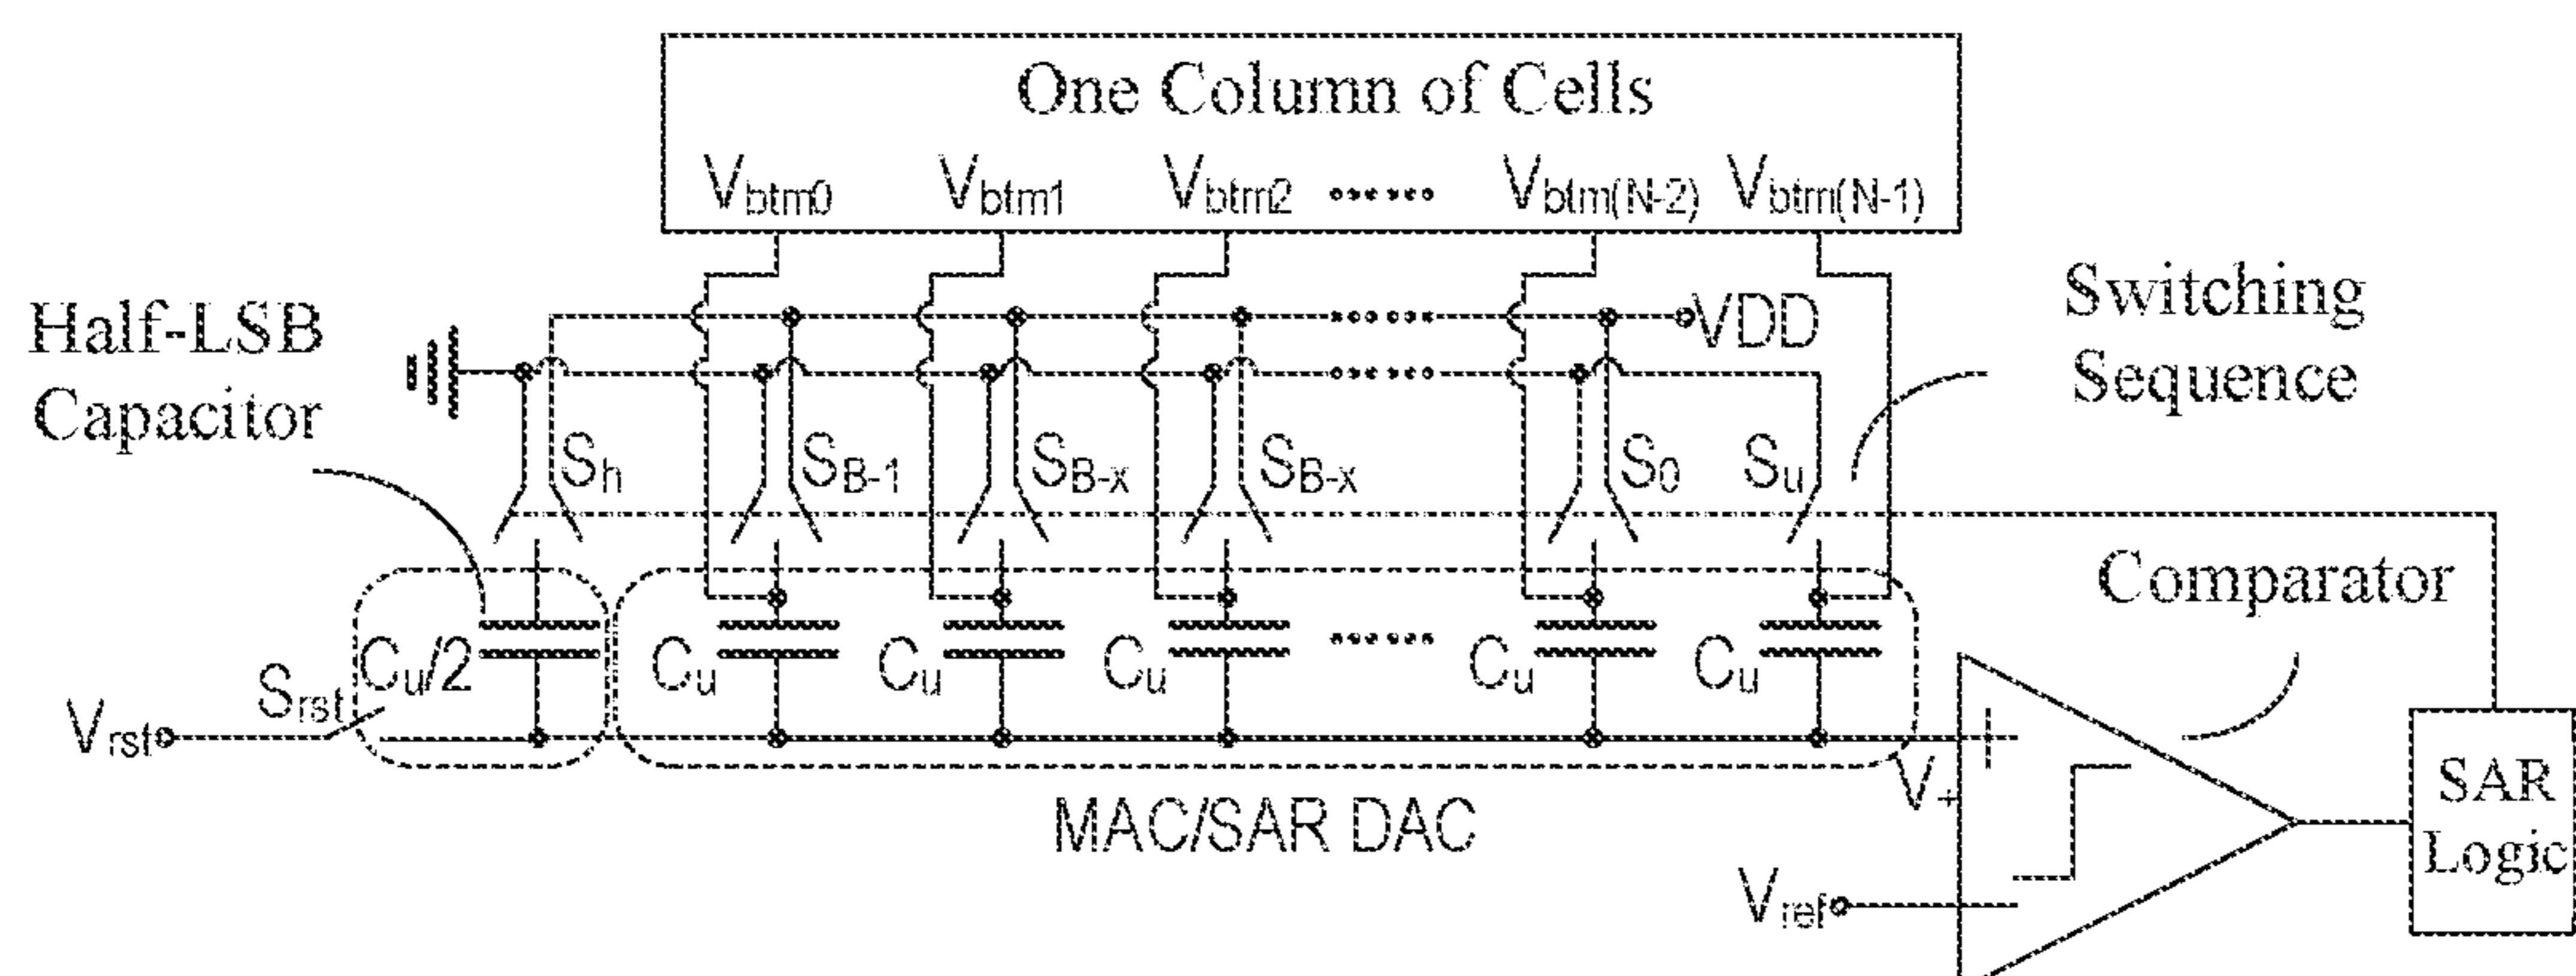 One Column of Cells
Vbtm0 Vbtm1 Vbtm2 ...... Vbtm(N-2) Vbtm(N-1)
Half-LSB
Capacitor
VDD
Switching
Sequence
Sh SB-1 SB-x SB-x S0 Su
Comparator
Cu/2 Cu Cu Cu ...... Cu Cu
Srst
Vrst
V+
MAC/SAR DAC
SAR
Logic
Vref